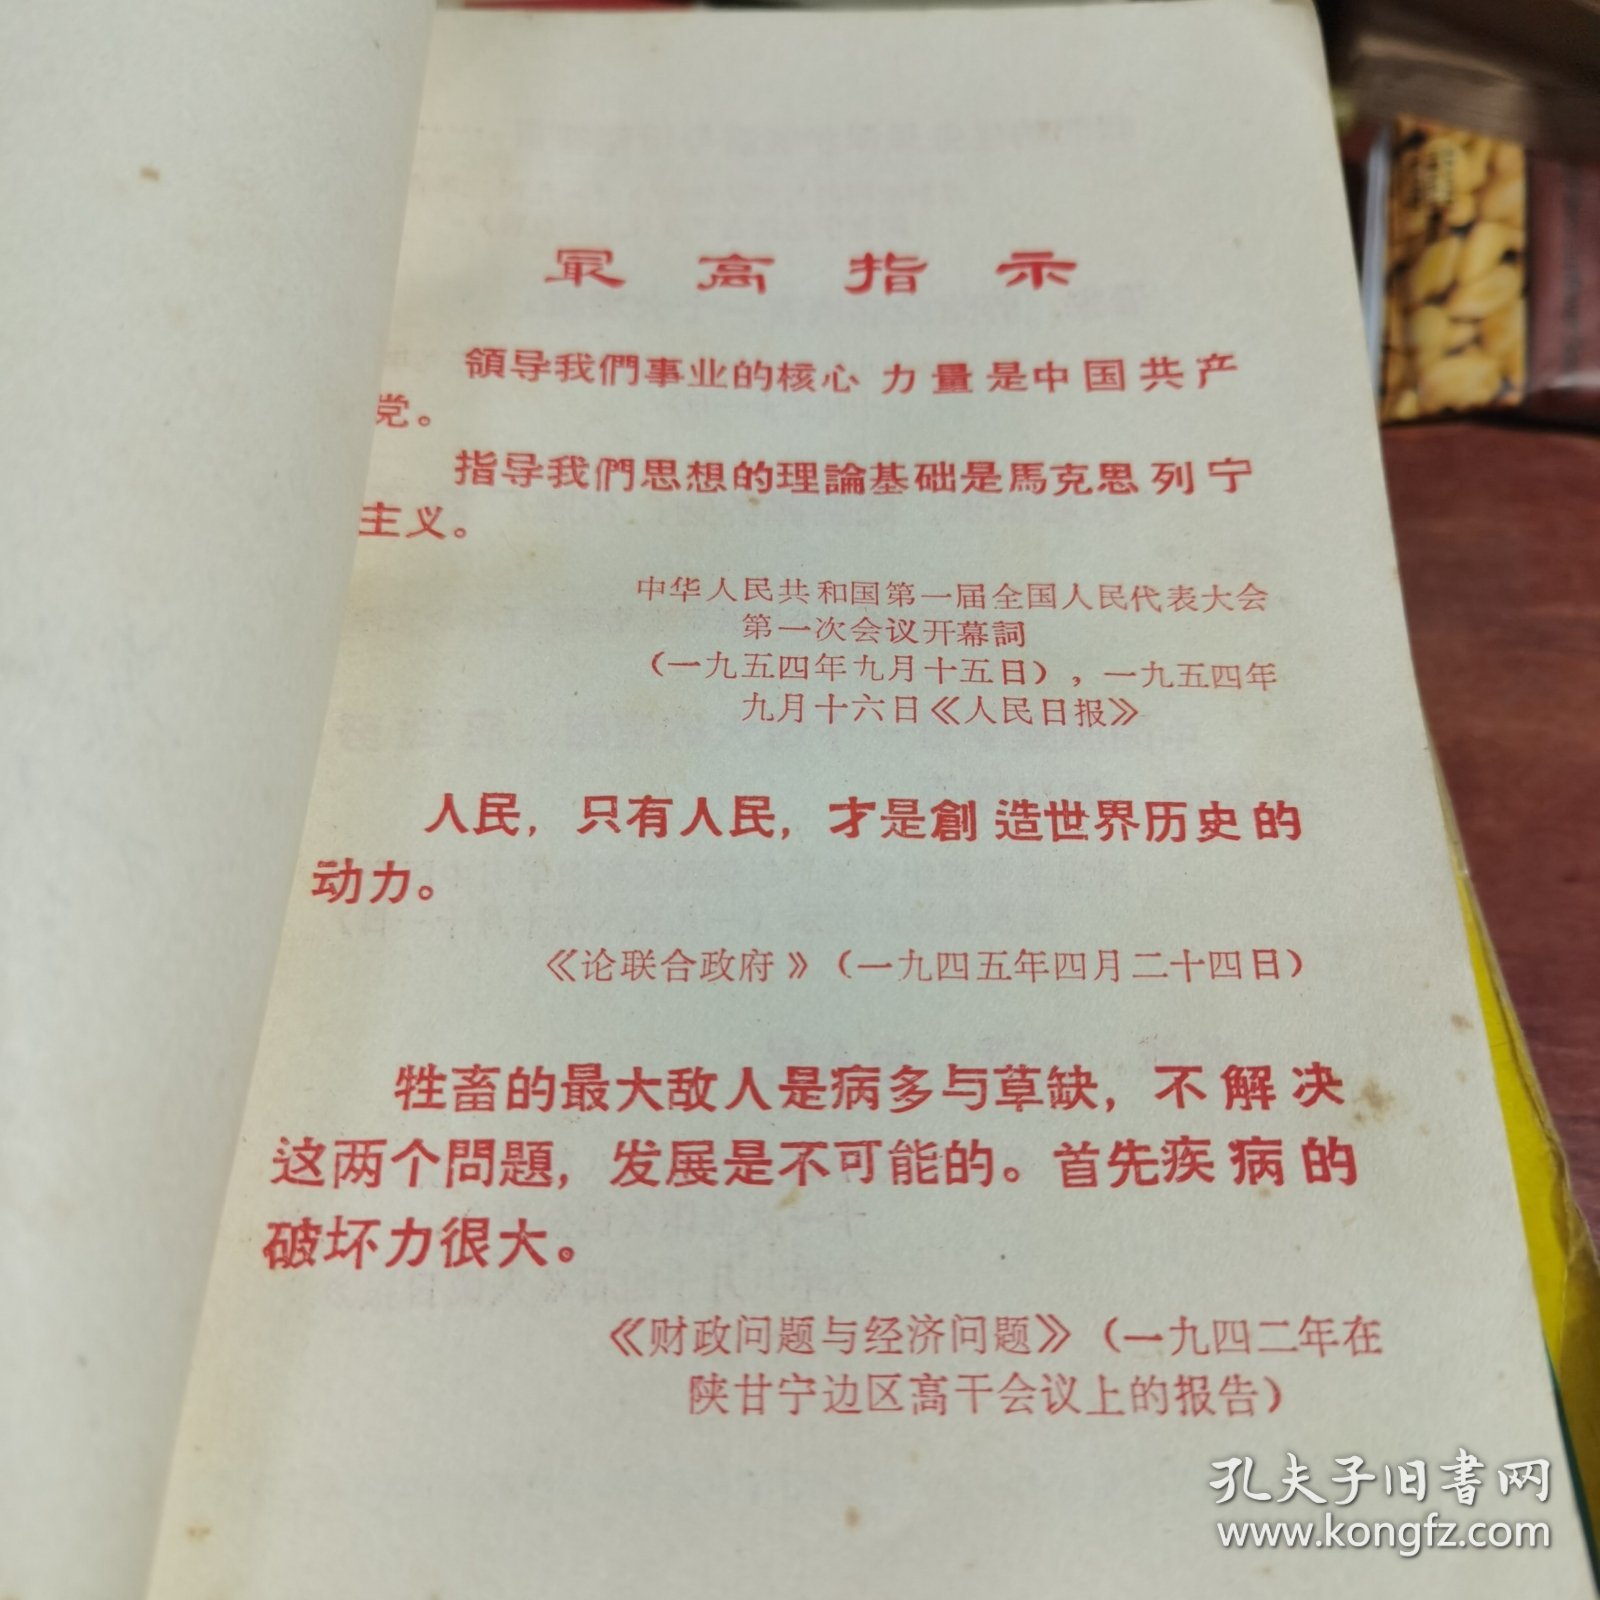 最高指示
領导我們事业的核心力量是中国共产
党。
指导我們思想的理論基础是馬克思列宁
主义。
中华人民共和国第一届全国人民代表大会
第一次会议开幕詞
（一九五四年九月十五日），一九五四年
九月十六日《人民日报》
人民，只有人民，才是創造世界历史的
动力。
《论联合政府》（一九四五年四月二十四日）
牲畜的最大敌人是病多与草缺，不解决
这两个問題，发展是不可能的。首先疾病的
破坏力很大。
《财政问题与经济问题》（一九四二年在
陕甘宁边区高干会议上的报告）
孔夫子旧书网
www.kongfz.com